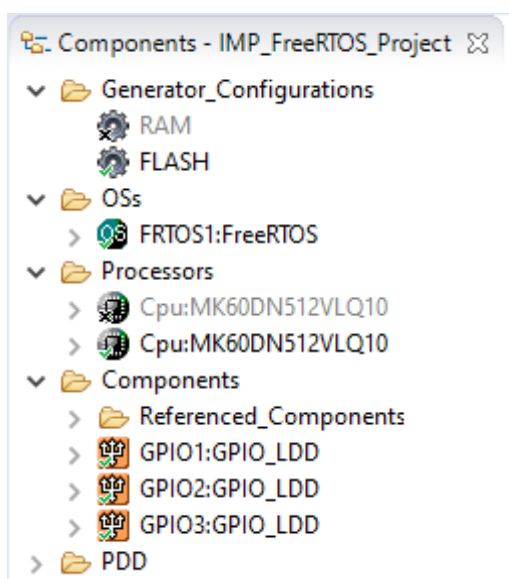 Components - IMP_FreeRTOS_Project
Generator_Configurations
RAM
FLASH
OSs
FRTOS1:FreeRTOS
Processors
Cpu:MK60DN512VLQ10
Cpu:MK60DN512VLQ10
Components
Referenced_Components
GPIO1:GPIO_LDD
GPIO2:GPIO_LDD
GPIO3:GPIO_LDD
PDD